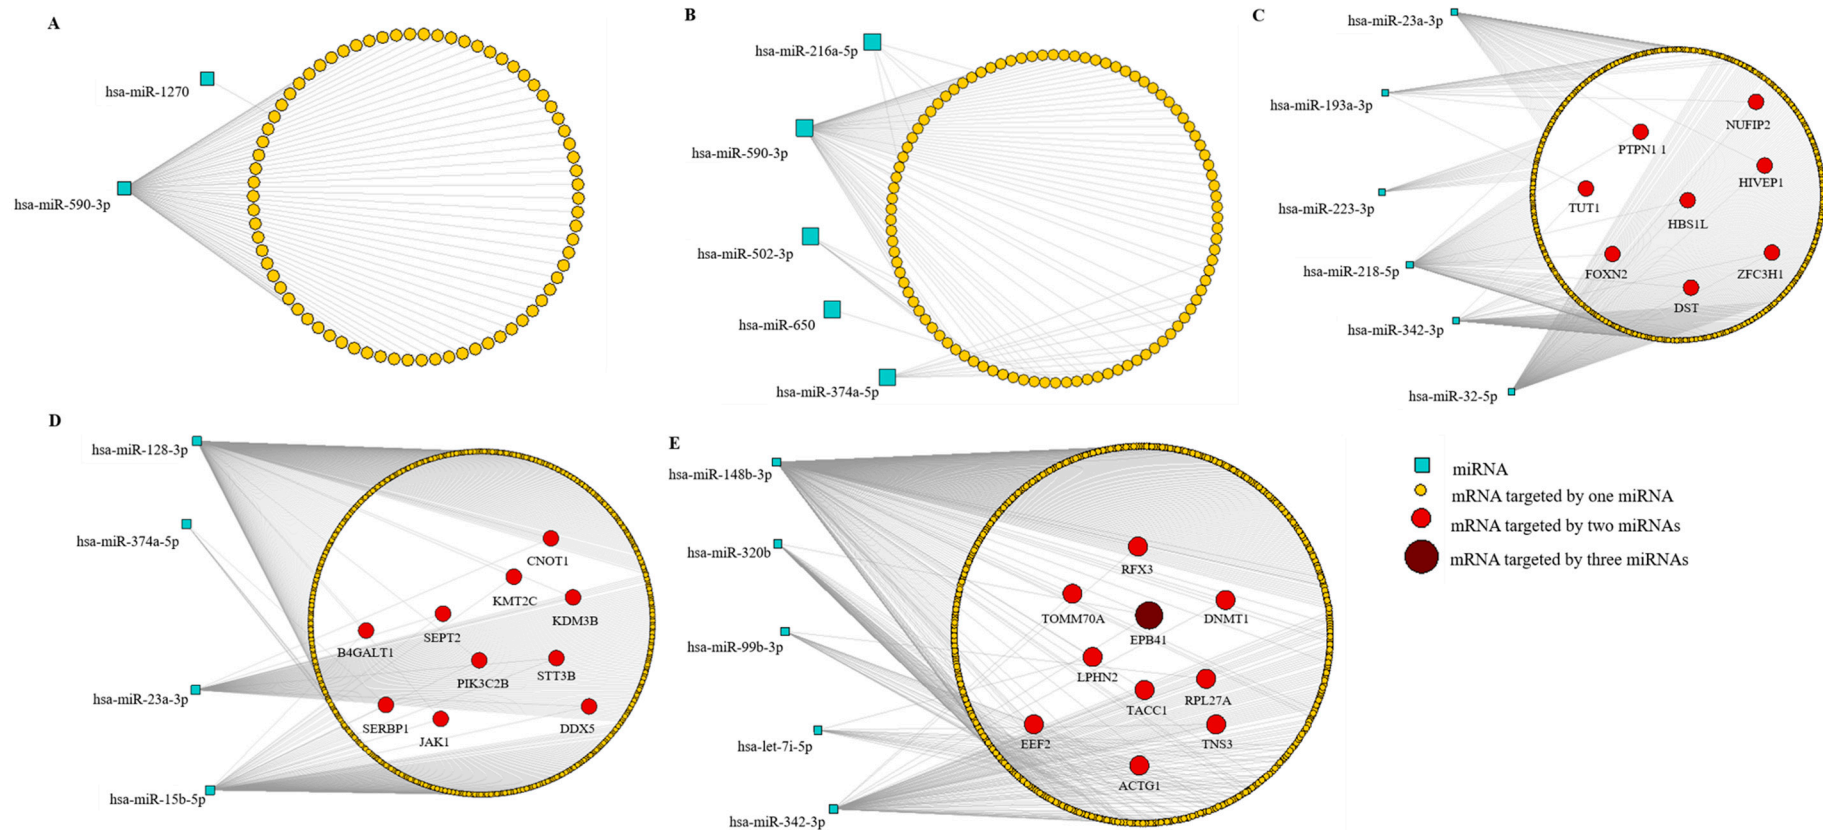 A
hsa-miR-1270
hsa-miR-590-3p
B
hsa-miR-216a-5p
hsa-miR-590-3p
hsa-miR-502-3p
hsa-miR-650
hsa-miR-374a-5p
C
hsa-miR-23a-3p
hsa-miR-193a-3p
hsa-miR-223-3p
hsa-miR-218-5p
hsa-miR-342-3p
hsa-miR-32-5p
NUFIP2
PTPN1 1
HIVEP1
TUT1
HBS1L
FOXN2
ZFC3H1
DST
D
hsa-miR-128-3p
hsa-miR-374a-5p
hsa-miR-23a-3p
hsa-miR-15b-5p
CNOT1
KMT2C
KDM3B
SEPT2
B4GALT1
PIK3C2B
STT3B
SERBP1
JAK1
DDX5
E
hsa-miR-148b-3p
hsa-miR-320b
hsa-miR-99b-3p
hsa-let-7i-5p
hsa-miR-342-3p
RFX3
TOMM70A
EPB41
DNMT1
LPHN2
TACC1
RPL27A
EEF2
TNS3
ACTG1
miRNA
mRNA targeted by one miRNA
mRNA targeted by two miRNAs
mRNA targeted by three miRNAs